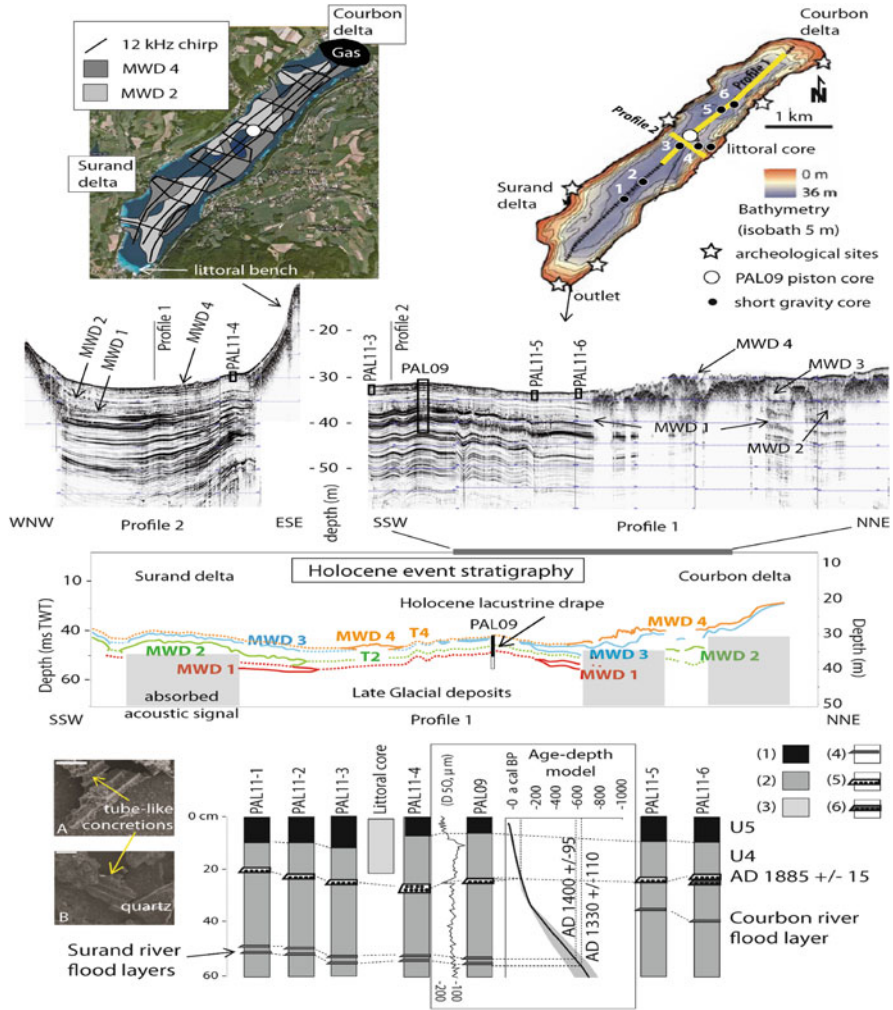 Courbon
delta
12 kHz chirp
MWD 4
MWD 2
Gas
Surand
delta
littoral bench
Courbon
delta
Profile 1
6
5
N
1 km
Profile 2
3
4
littoral core
2
1
Surand
delta
0 m
36 m
Bathymetry
(isobath 5 m)
archeological sites
PAL09 piston core
short gravity core
outlet
MWD 2
MWD 1
Profile 1
MWD 4
PAL11-4
20
30
40
50
depth (m)
PAL11-3
Profile 2
PAL09
PAL11-5
PAL11-6
MWD 4
MWD 3
MWD 1
MWD 2
WNW
Profile 2
ESE
SSW
Profile 1
NNE
Surand delta
Holocene event stratigraphy
Courbon delta
Holocene lacustrine drape
PAL09
Depth (ms TWT)
10
40
60
MWD 2
MWD 3
MWD 4
T4
T2
MWD 1
MWD 4
MWD 3
MWD 2
MWD 1
10
20
30
40
50
Depth (m)
absorbed
acoustic signal
Late Glacial deposits
SSW
Profile 1
NNE
tube-like
concretions
A
B
quartz
Surand river
flood layers
0 cm
20
40
60
PAL11-1
PAL11-2
PAL11-3
Littoral core
PAL11-4
(D 50, µm)
-200
-100
PAL09
Age-depth
model
-0 a cal BP
-200
-400
-600
-800
-1000
AD 1400 +/-95
AD 1330 +/-110
PAL11-5
PAL11-6
(1)
(2)
(3)
(4)
(5)
(6)
U5
U4
AD 1885 +/- 15
Courbon river
flood layer